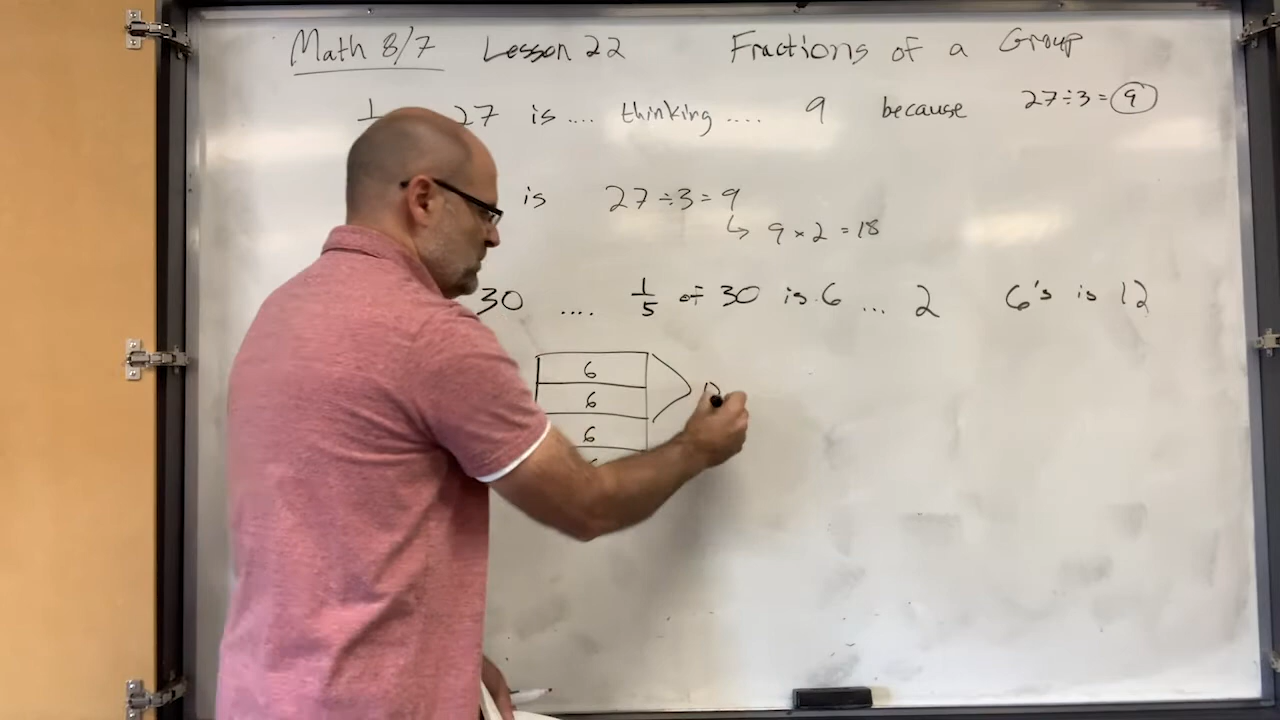 Math 8/7 Lesson 22 Fractions of a Group
1 27 is .... thinking .... 9 because 27÷3=9
is 27÷3=9
↳ 9×2=18
30 .... 1/5 of 30 is 6 ... 2 6's is 12
6
6
6